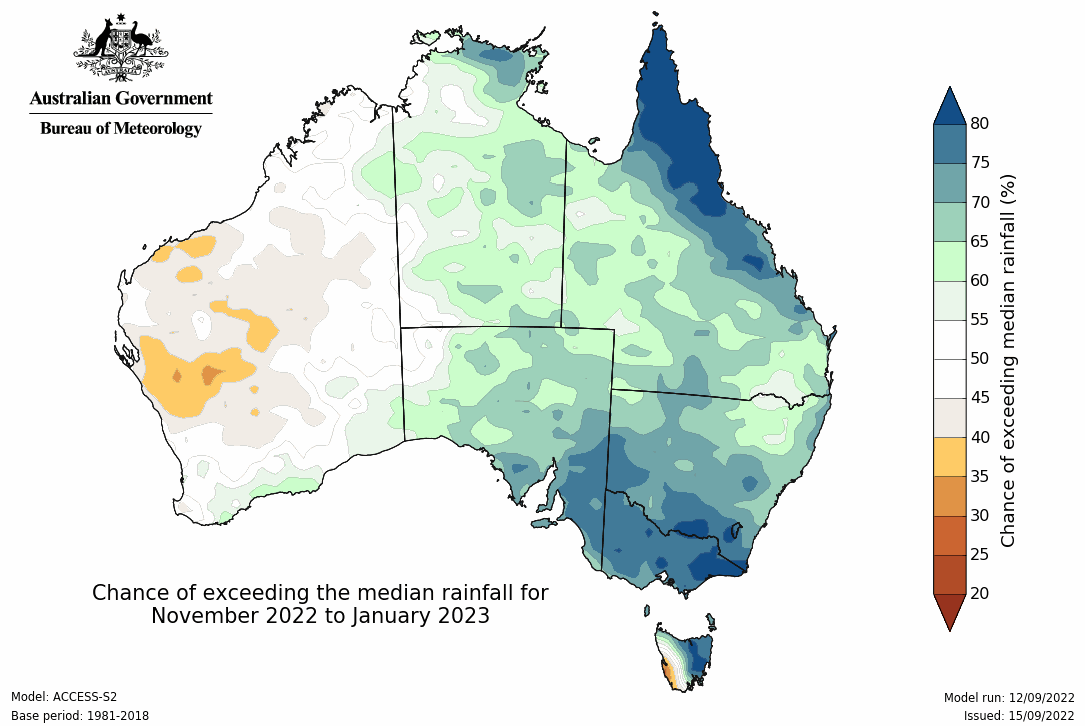 Australian Government
Bureau of Meteorology
80
75
70
65
60
55
50
45
40
35
30
25
20
Chance of exceeding median rainfall (%)
Chance of exceeding the median rainfall for
November 2022 to January 2023
Model: ACCESS-S2
Base period: 1981-2018
Model run: 12/09/2022
Issued: 15/09/2022